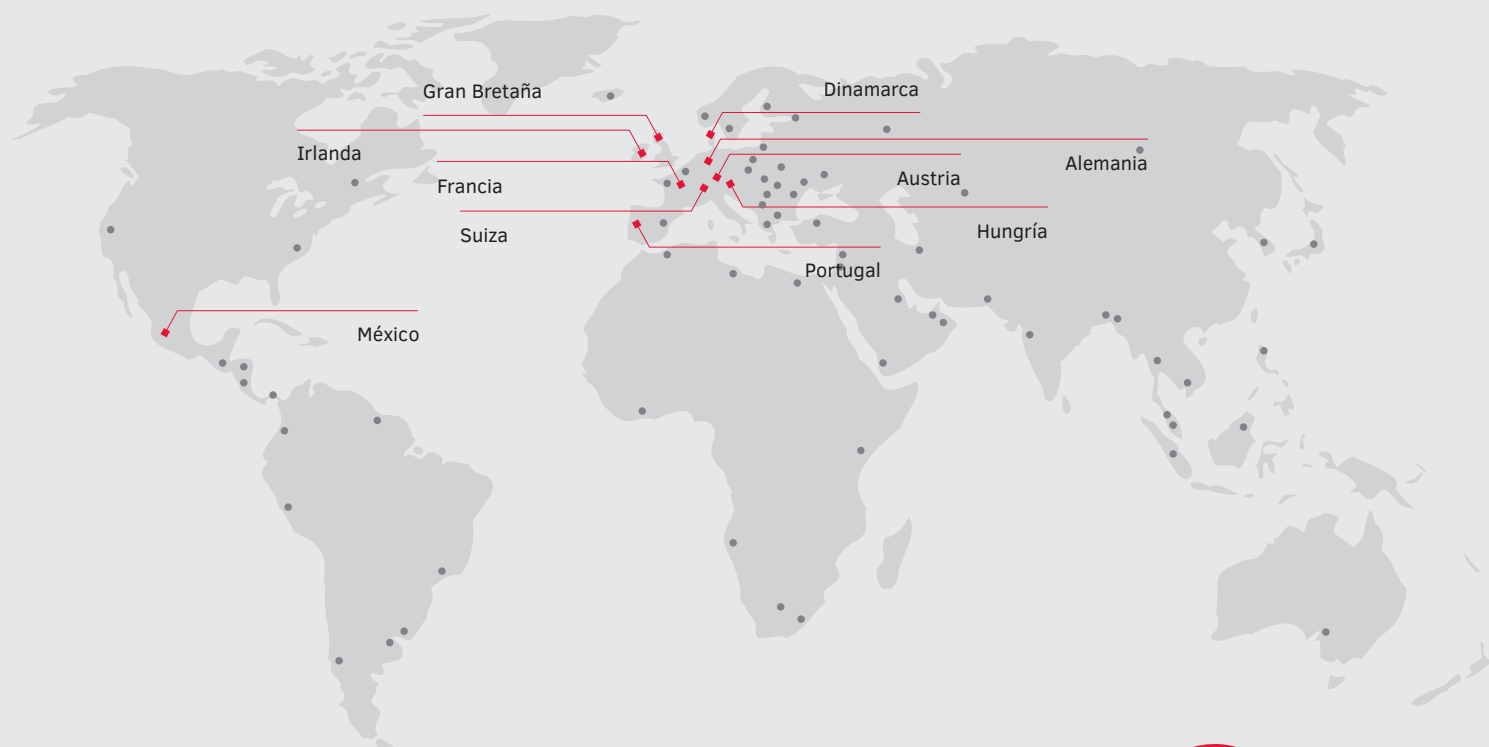 Gran Bretaña
Dinamarca
Irlanda
Alemania
Francia
Austria
Suiza
Hungría
Portugal
México